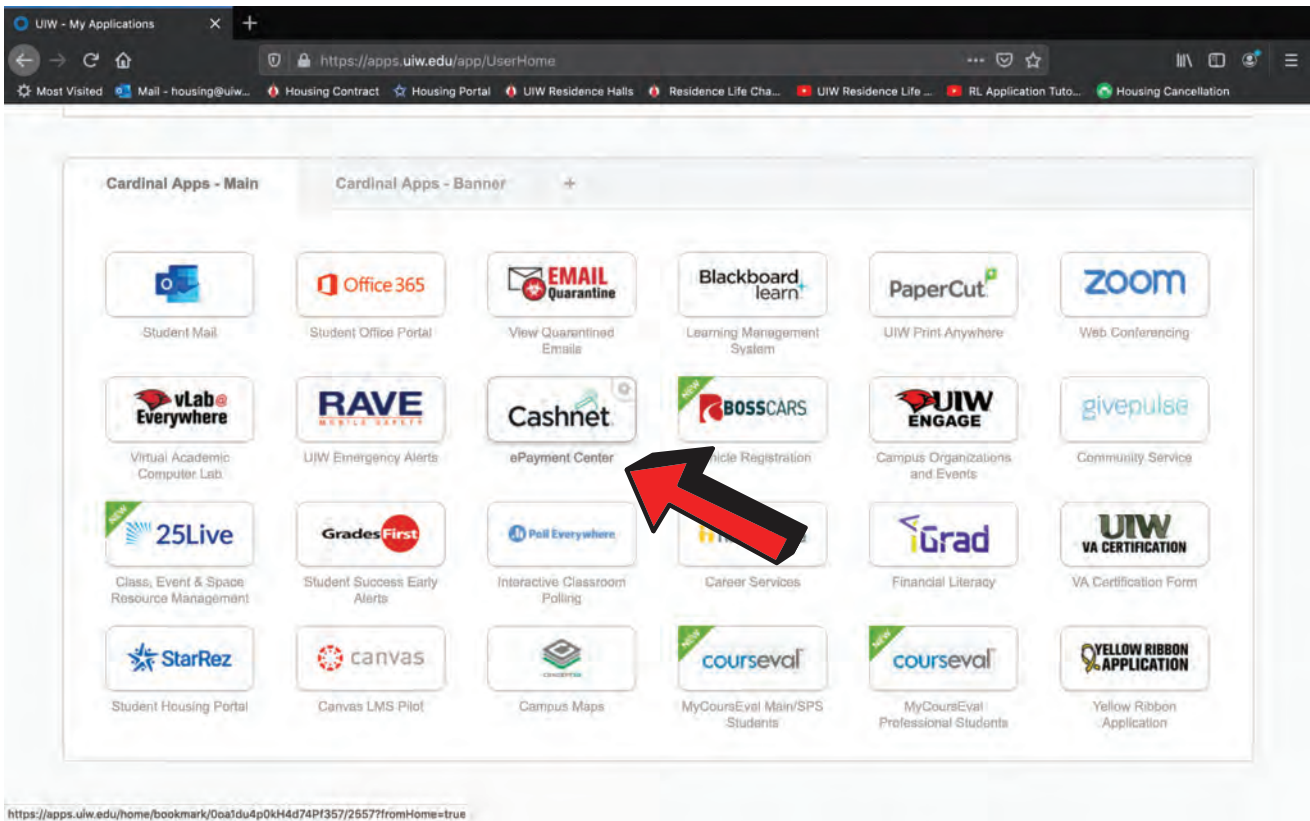 UIW - My Applications
https://apps.uiw.edu/app/UserHome
Most Visited Mail - housing@uiw... Housing Contract Housing Portal UIW Residence Halls Residence Life Cha... UIW Residence Life ... RL Application Tuto... Housing Cancellation
Cardinal Apps - Main Cardinal Apps - Banner +
Office 365 EMAIL Quarantine Blackboard learn PaperCut zoom
Student Mail Student Office Portal View Quarantined Learning Management UIW Print Anywhere Web Conferencing
Emails System
vLab@ Everywhere RAVE MOBILE SAFETY Cashnet NEW BOSSCARS UIW ENGAGE givepulse
Virtual Academic UIW Emergency Alerts ePayment Center Registration Campus Organizations Community Service
Computer Lab and Events
NEW 25Live GradesFirst Poll Everywhere iGrad UIW VA CERTIFICATION
Class, Event & Space Student Success Early Interactive Classroom Career Services Financial Literacy VA Certification Form
Resource Management Alerts Polling
StarRez canvas NEW courseval NEW courseval YELLOW RIBBON APPLICATION
Student Housing Portal Canvas LMS Pilot Campus Maps MyCoursEval Main/SPS MyCoursEval Yellow Ribbon
Students Professional Students Application
https://apps.uiw.edu/home/bookmark/0oa1du4p0kH4d74Pf357/2557?fromHome=true